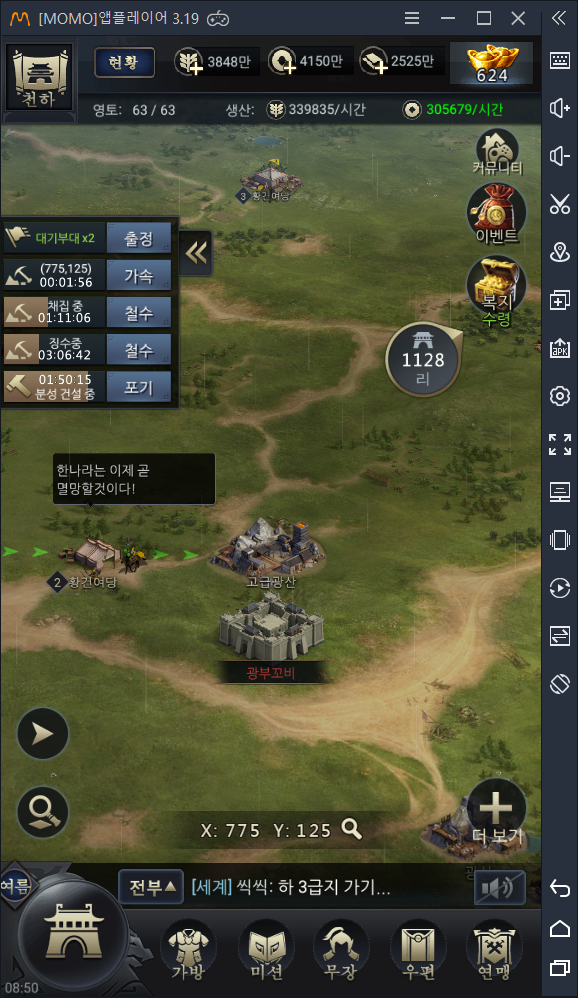 [MOMO]앱플레이어 3.19
천하
현황
3848만
4150만
2525만
624
영토: 63 / 63
생산:
339835/시간
305679/시간
커뮤니티
3 황건여당
대기부대 x2
출정
이벤트
(775,125)
00:01:56
가속
채집 중
01:11:06
철수
복지
수령
징수중
03:06:42
철수
1128
리
01:50:15
분성 건설 중
포기
한나라는 이제 곧
멸망할것이다!
2 황건여당
고급광산
광부꼬비
X: 775 Y: 125
더 보기
여름
전부
[세계] 씩씩: 하 3급지 가기...
가방
미션
무장
우편
연맹
08:50
APK